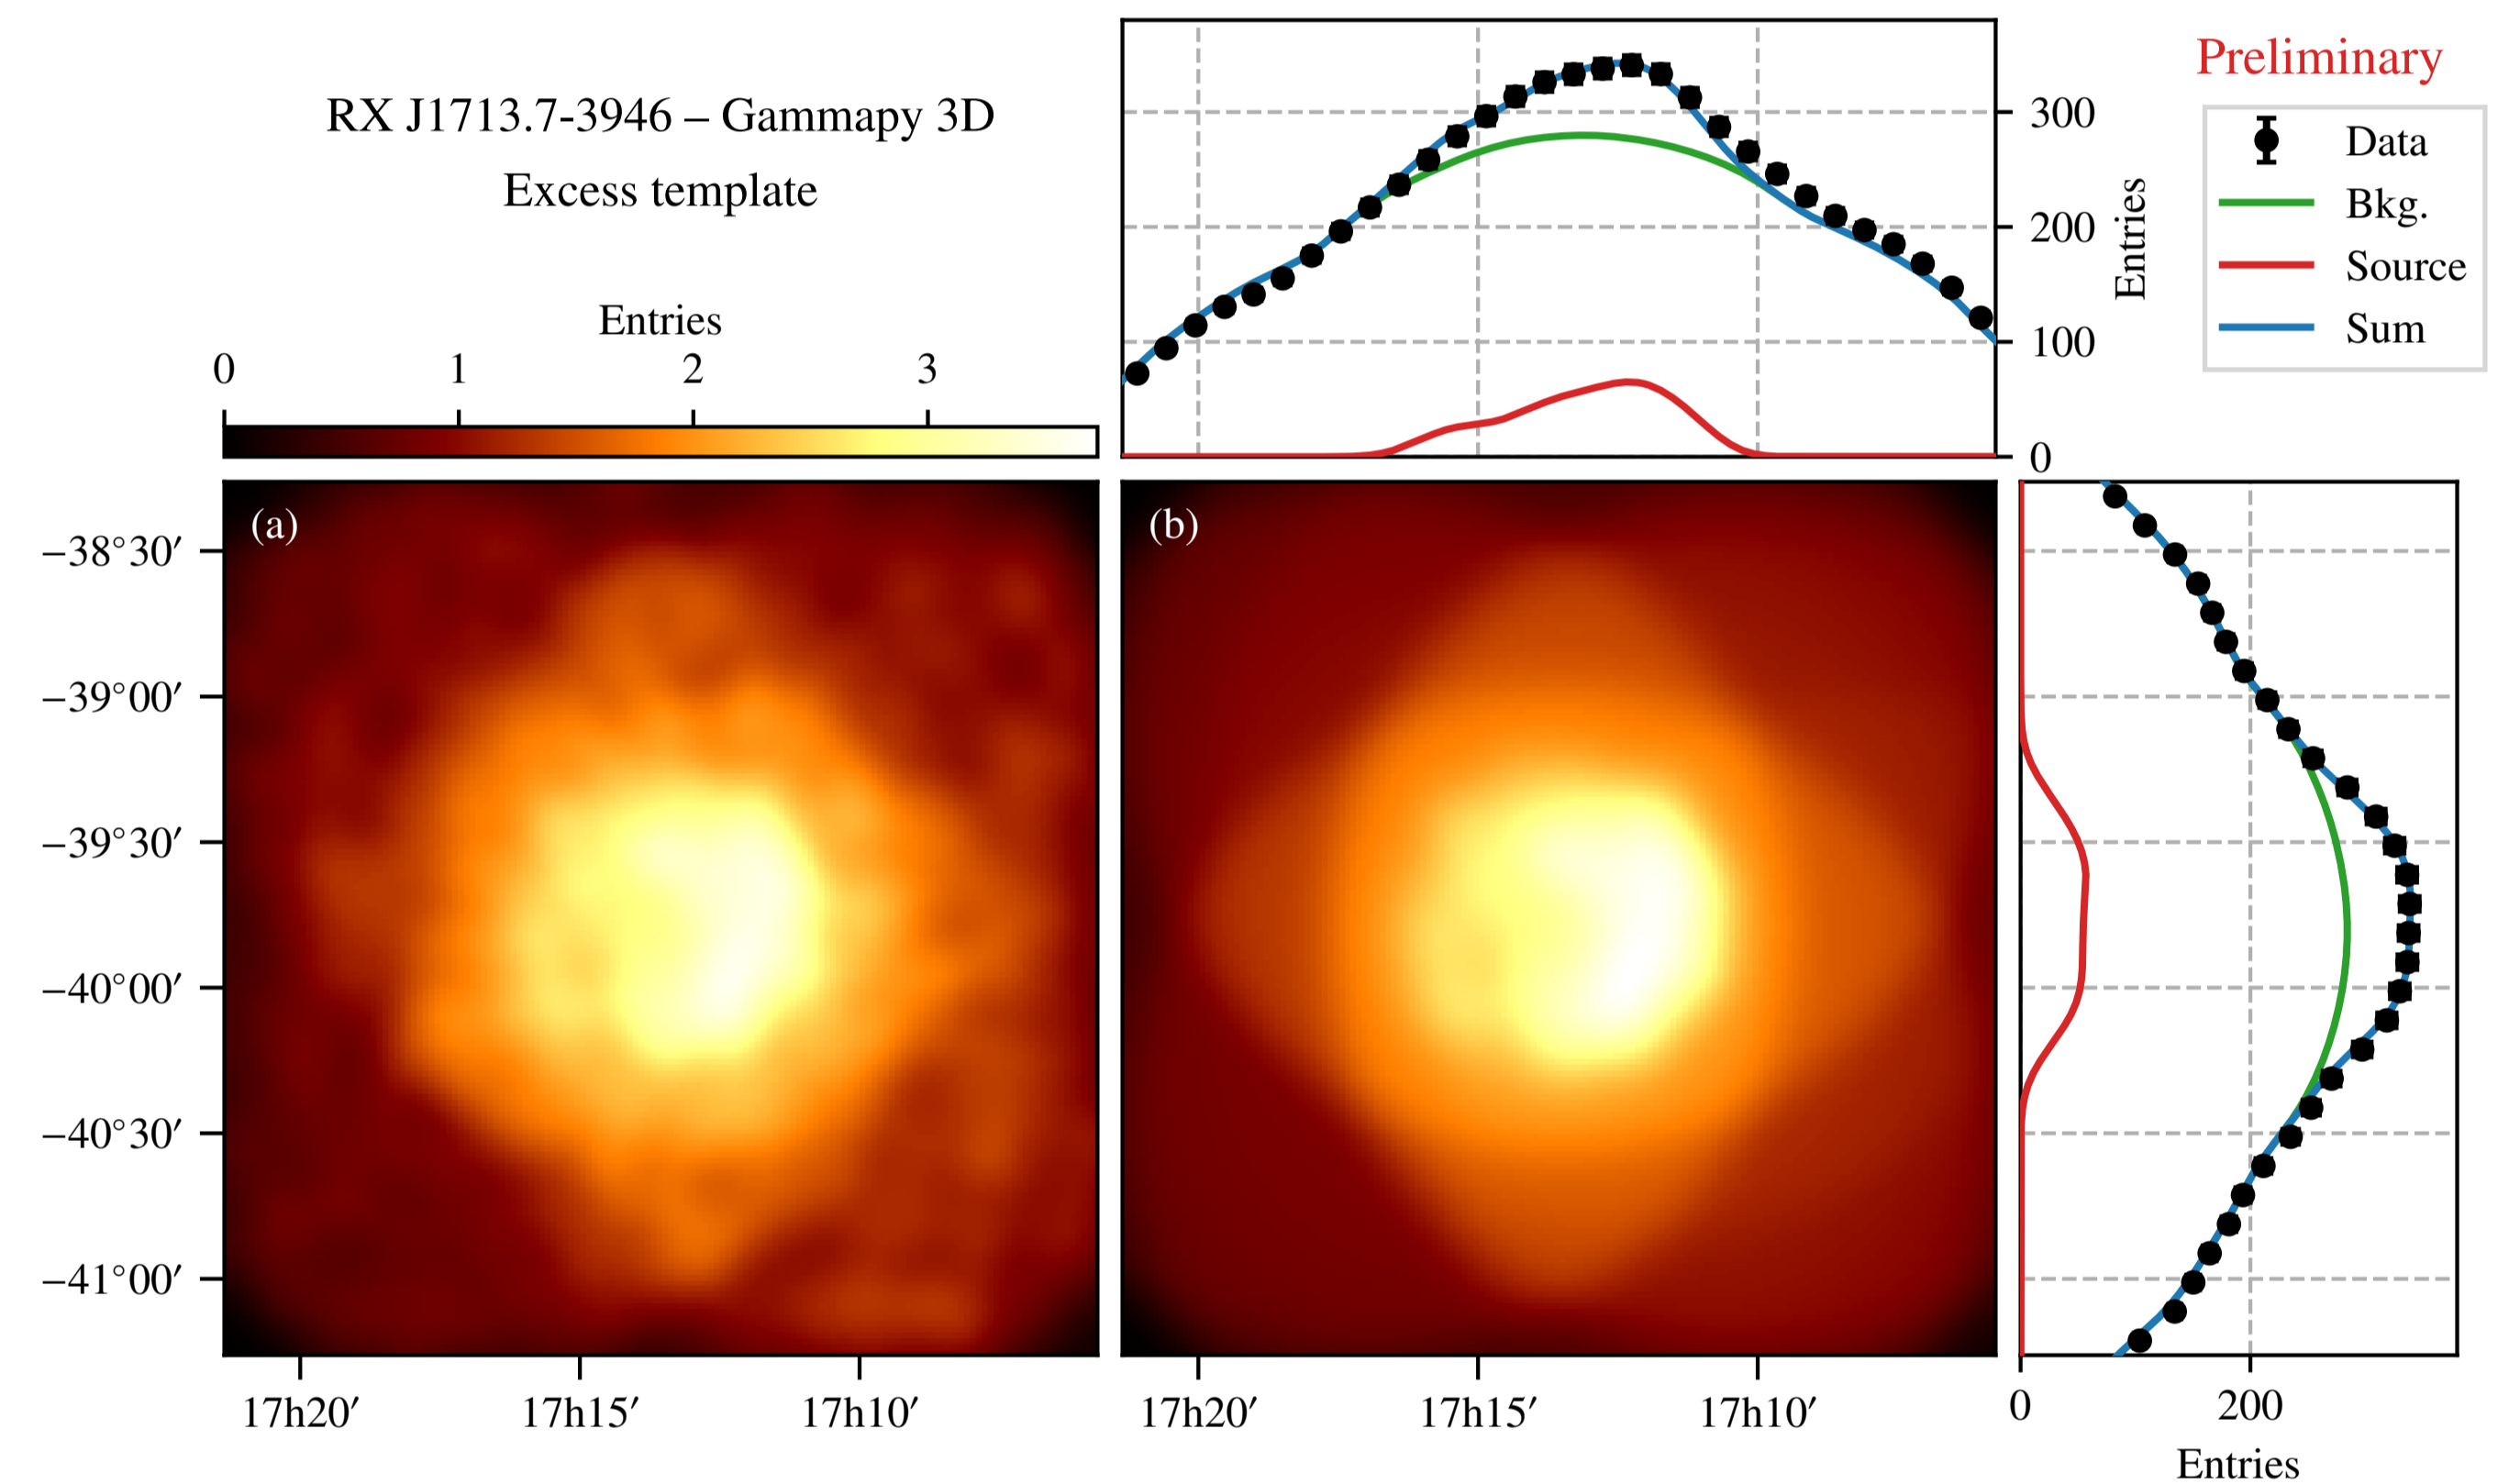 RX J1713.7-3946 – Gammapy 3D
Excess template
Entries
0 1 2 3
300
200
100
0
Entries
Preliminary
Data
Bkg.
Source
Sum
(a)
(b)
−38°30′
−39°00′
−39°30′
−40°00′
−40°30′
−41°00′
17h20′ 17h15′ 17h10′
17h20′ 17h15′ 17h10′
0 200
Entries